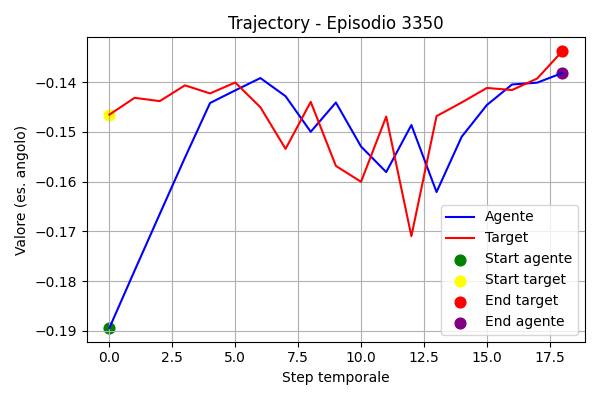 Trajectory - Episodio 3350
Valore (es. angolo)
−0.14
−0.15
−0.16
−0.17
−0.18
−0.19
Agente
Target
Start agente
Start target
End target
End agente
0.0 2.5 5.0 7.5 10.0 12.5 15.0 17.5
Step temporale